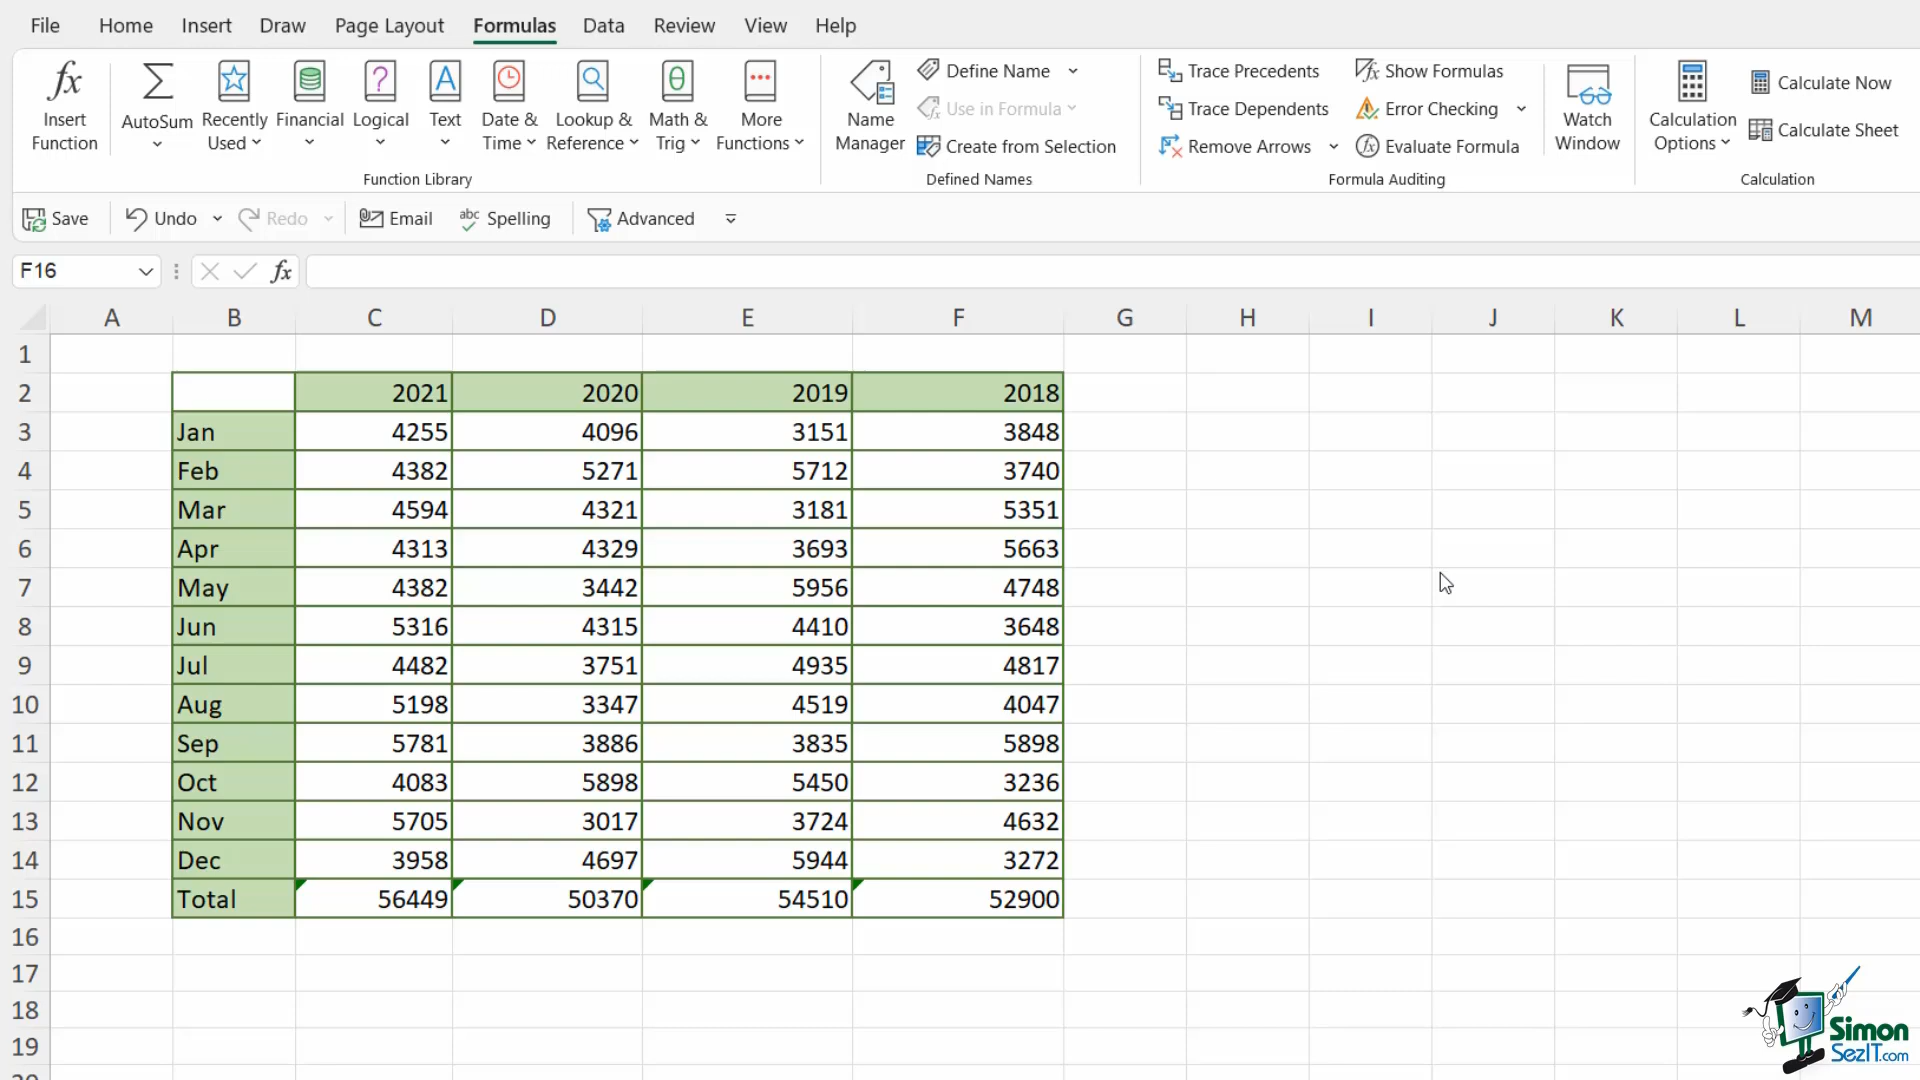 File Home Insert Draw Page Layout Formulas Data Review View Help
fx Insert Function
AutoSum
Recently Used
Financial
Logical
Text
Date & Time
Lookup & Reference
Math & Trig
More Functions
Function Library
Name Manager
Define Name
Use in Formula
Create from Selection
Defined Names
Trace Precedents
Trace Dependents
Remove Arrows
Show Formulas
Error Checking
Evaluate Formula
Watch Window
Formula Auditing
Calculation Options
Calculate Now
Calculate Sheet
Calculation
Save Undo Redo Email abc Spelling Advanced
F16 fx
A B C D E F G H I J K L M
1
2 2021 2020 2019 2018
3 Jan 4255 4096 3151 3848
4 Feb 4382 5271 5712 3740
5 Mar 4594 4321 3181 5351
6 Apr 4313 4329 3693 5663
7 May 4382 3442 5956 4748
8 Jun 5316 4315 4410 3648
9 Jul 4482 3751 4935 4817
10 Aug 5198 3347 4519 4047
11 Sep 5781 3886 3835 5898
12 Oct 4083 5898 5450 3236
13 Nov 5705 3017 3724 4632
14 Dec 3958 4697 5944 3272
15 Total 56449 50370 54510 52900
16
17
18
19
Simon
SezIT.com